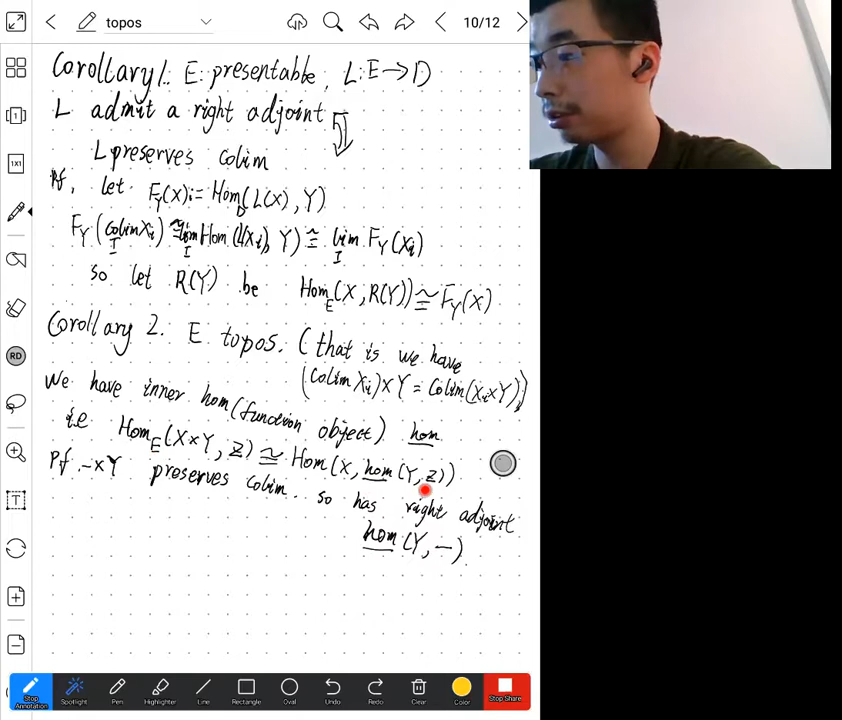 topos
10/12
Corollary 1. E: presentable, L: E → D
L admit a right adjoint
L preserves colim
Pf, let F_Y(X) := Hom_D(L(X), Y)
F_Y(colim_I X_i) ≅ lim_I Hom(L(X_i), Y) ≅ lim_I F_Y(X_i)
so let R(Y) be Hom_E(X, R(Y)) ≅ F_Y(X)
Corollary 2. E topos. (that is we have
(colim X_i) × Y = colim(X_i × Y))
We have inner hom (function object) hom
i.e Hom_E(X×Y, Z) ≅ Hom(X, hom(Y, Z))
Pf. -×Y preserves colim. so has right adjoint
hom(Y, -).
1X1
RD
T
Stop Annotation
Spotlight
Pen
Highlighter
Line
Rectangle
Oval
Undo
Redo
Clear
Color
Stop Share